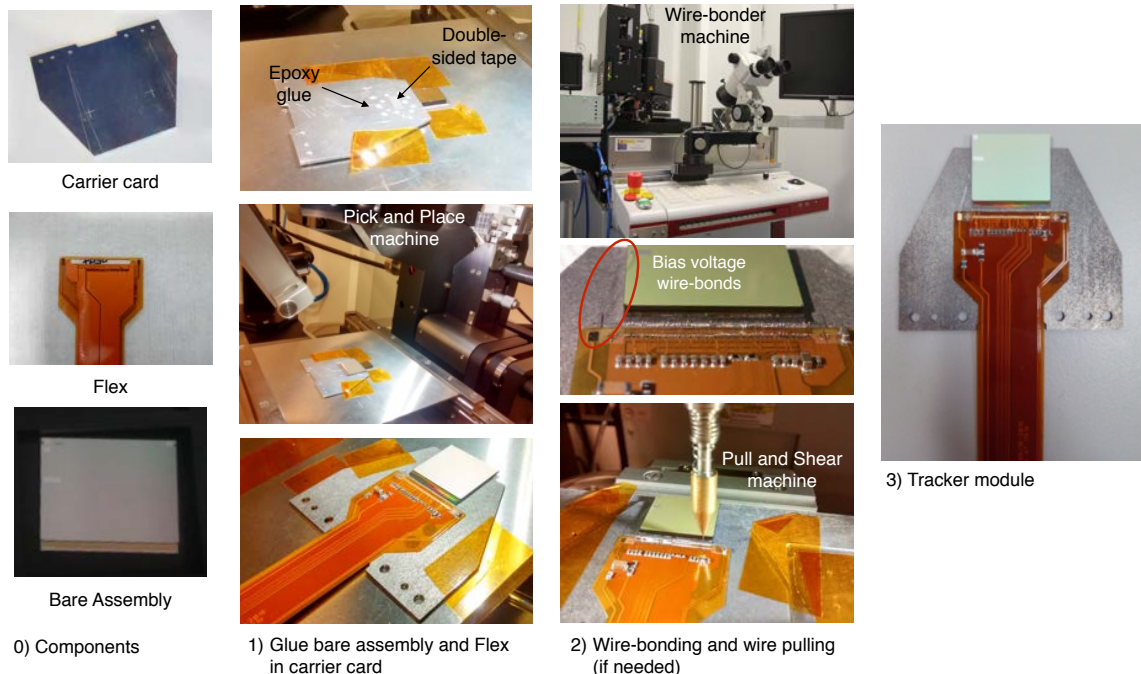 Carrier card
Flex
Bare Assembly
0) Components
Double-
sided tape
Epoxy
glue
Pick and Place
machine
1) Glue bare assembly and Flex
in carrier card
Wire-bonder
machine
Bias voltage
wire-bonds
Pull and Shear
machine
2) Wire-bonding and wire pulling
(if needed)
3) Tracker module